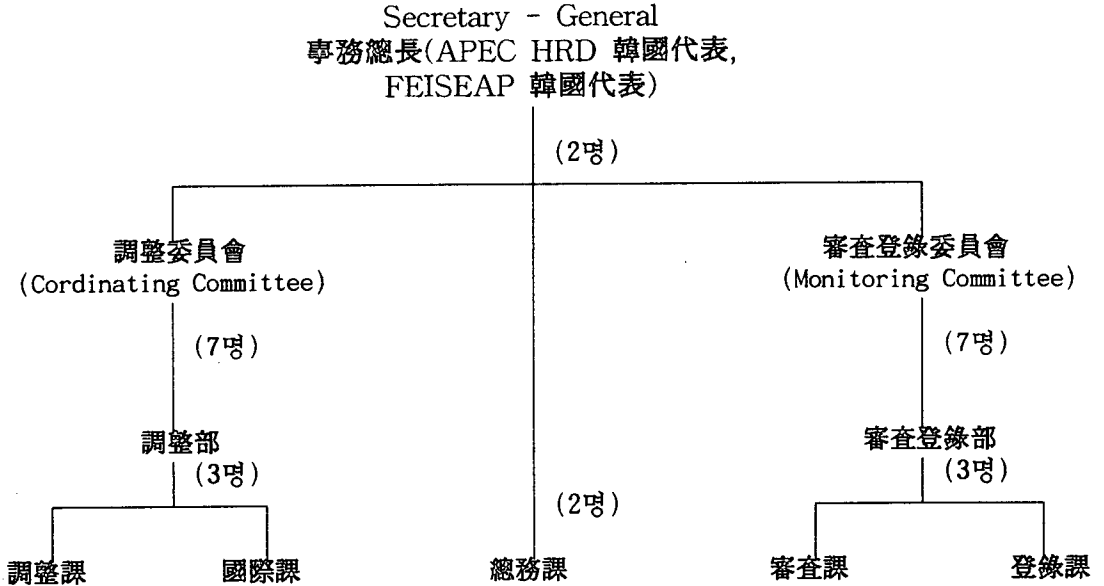 Secretary - General
事務總長(APEC HRD 韓國代表,
FEISEAP 韓國代表)
(2명)
調整委員會
(Cordinating Committee)
審査登錄委員會
(Monitoring Committee)
(7명)
(7명)
調整部
審査登錄部
(3명)
(3명)
(2명)
調整課
國際課
總務課
審査課
登錄課